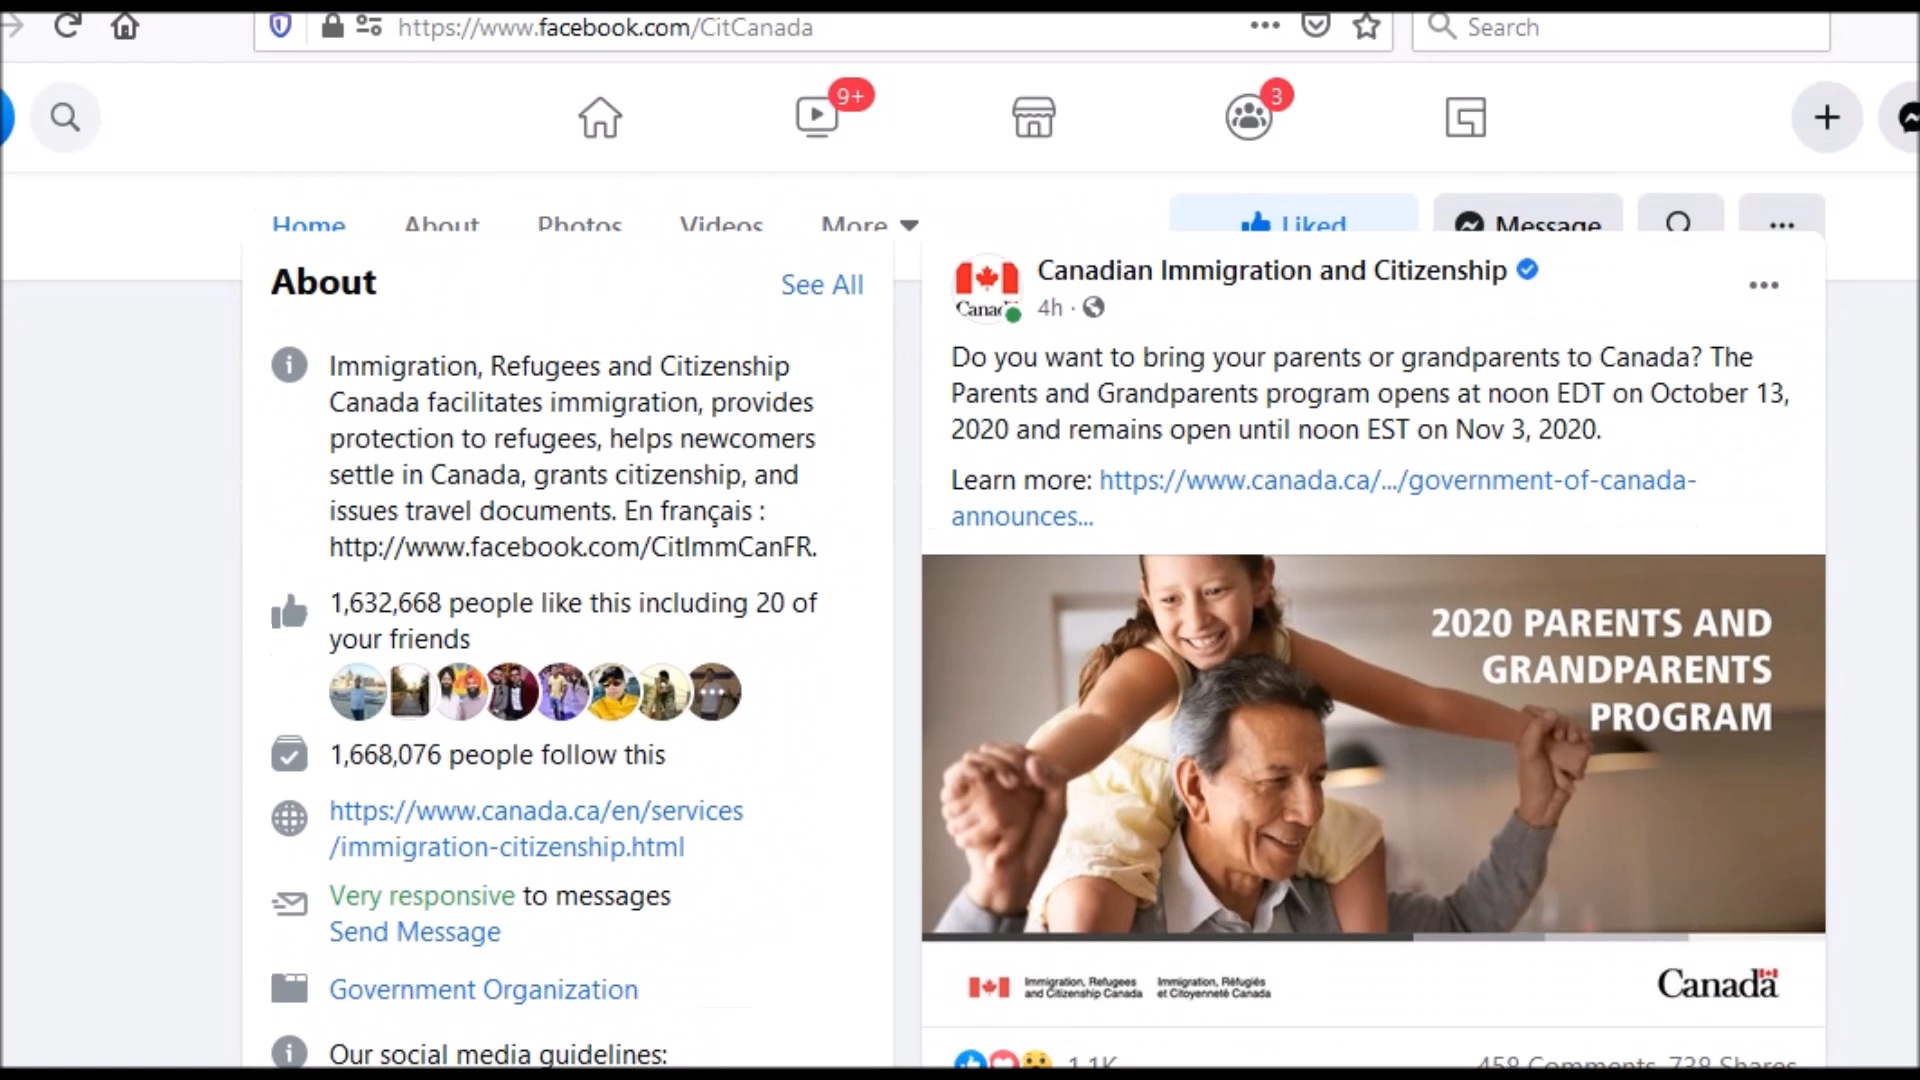 https://www.facebook.com/CitCanada
Search
9+
3
Home
About
Photos
Videos
More
Liked
Message
About
See All
Immigration, Refugees and Citizenship
Canada facilitates immigration, provides
protection to refugees, helps newcomers
settle in Canada, grants citizenship, and
issues travel documents. En français :
http://www.facebook.com/CitImmCanFR.
1,632,668 people like this including 20 of
your friends
1,668,076 people follow this
https://www.canada.ca/en/services
/immigration-citizenship.html
Very responsive to messages
Send Message
Government Organization
Our social media guidelines:
Canadian Immigration and Citizenship
4h ·
Do you want to bring your parents or grandparents to Canada? The
Parents and Grandparents program opens at noon EDT on October 13,
2020 and remains open until noon EST on Nov 3, 2020.
Learn more: https://www.canada.ca/.../government-of-canada-
announces...
2020 PARENTS AND
GRANDPARENTS
PROGRAM
Immigration, Refugees
and Citizenship Canada
Immigration, Réfugiés
et Citoyenneté Canada
Canada
1.1K
458 Comments 738 Shares